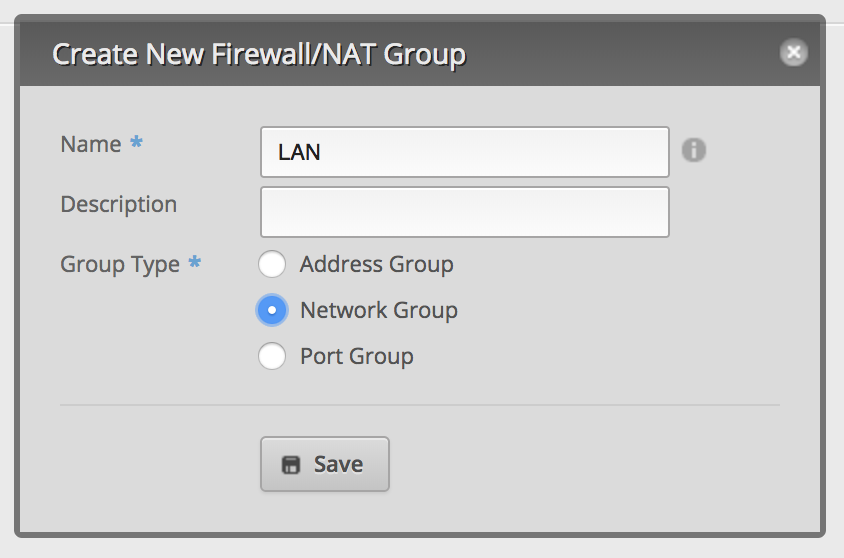 Create New Firewall/NAT Group
Name *
LAN
Description
Group Type *
Address Group
Network Group
Port Group
Save